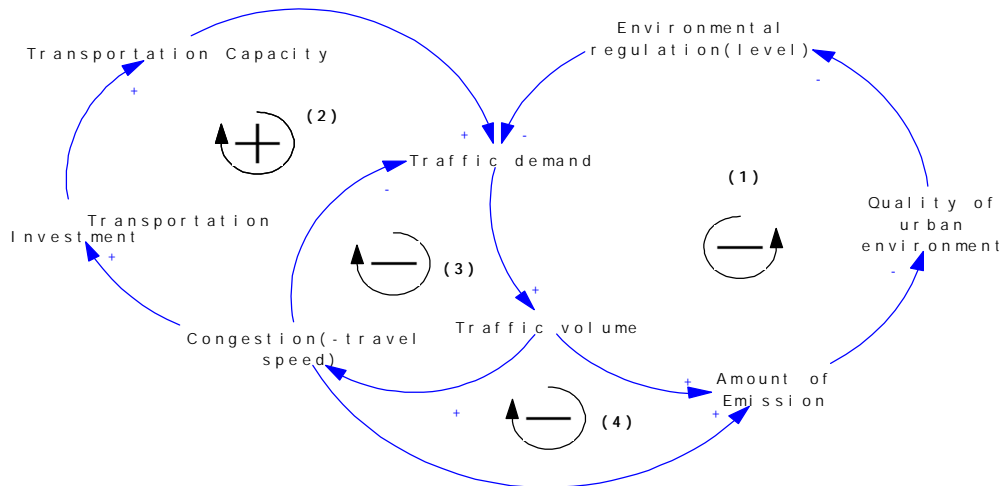 Environmental
regulation(level)
Transportation Capacity
-
+
(2)
+
-
+
Traffic demand
(1)
-
Quality of
urban
environment
Transportation
Investment
+
(3)
-
+
Traffic volume
Congestion(-travel
speed)
+
Amount of
Emission
+
+
(4)